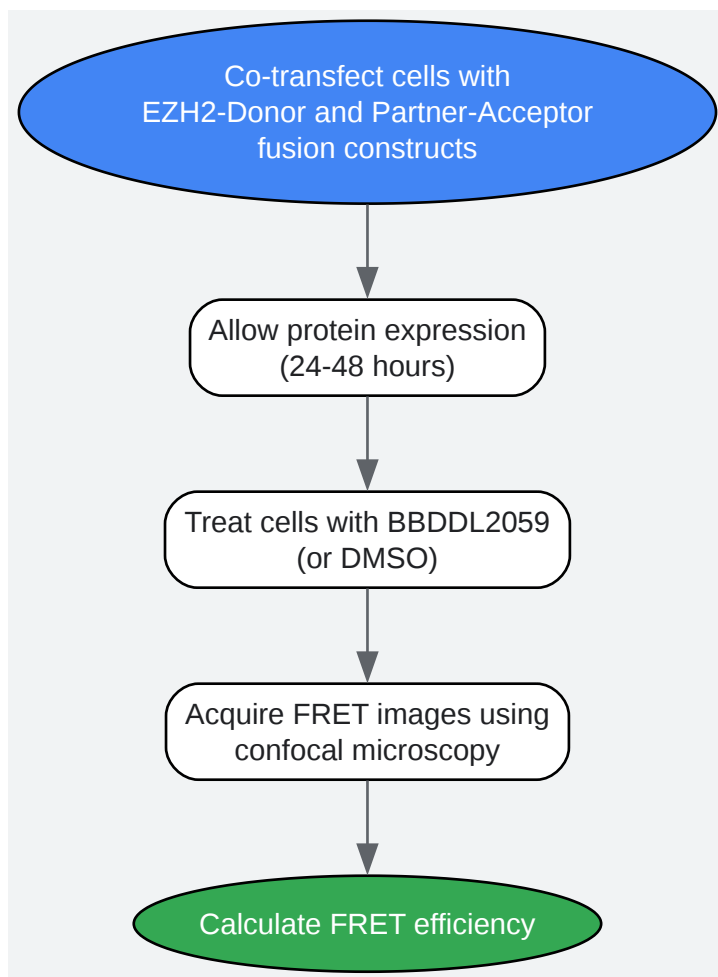 Co-transfect cells with
EZH2-Donor and Partner-Acceptor
fusion constructs
Allow protein expression
(24-48 hours)
Treat cells with BBDDL2059
(or DMSO)
Acquire FRET images using
confocal microscopy
Calculate FRET efficiency